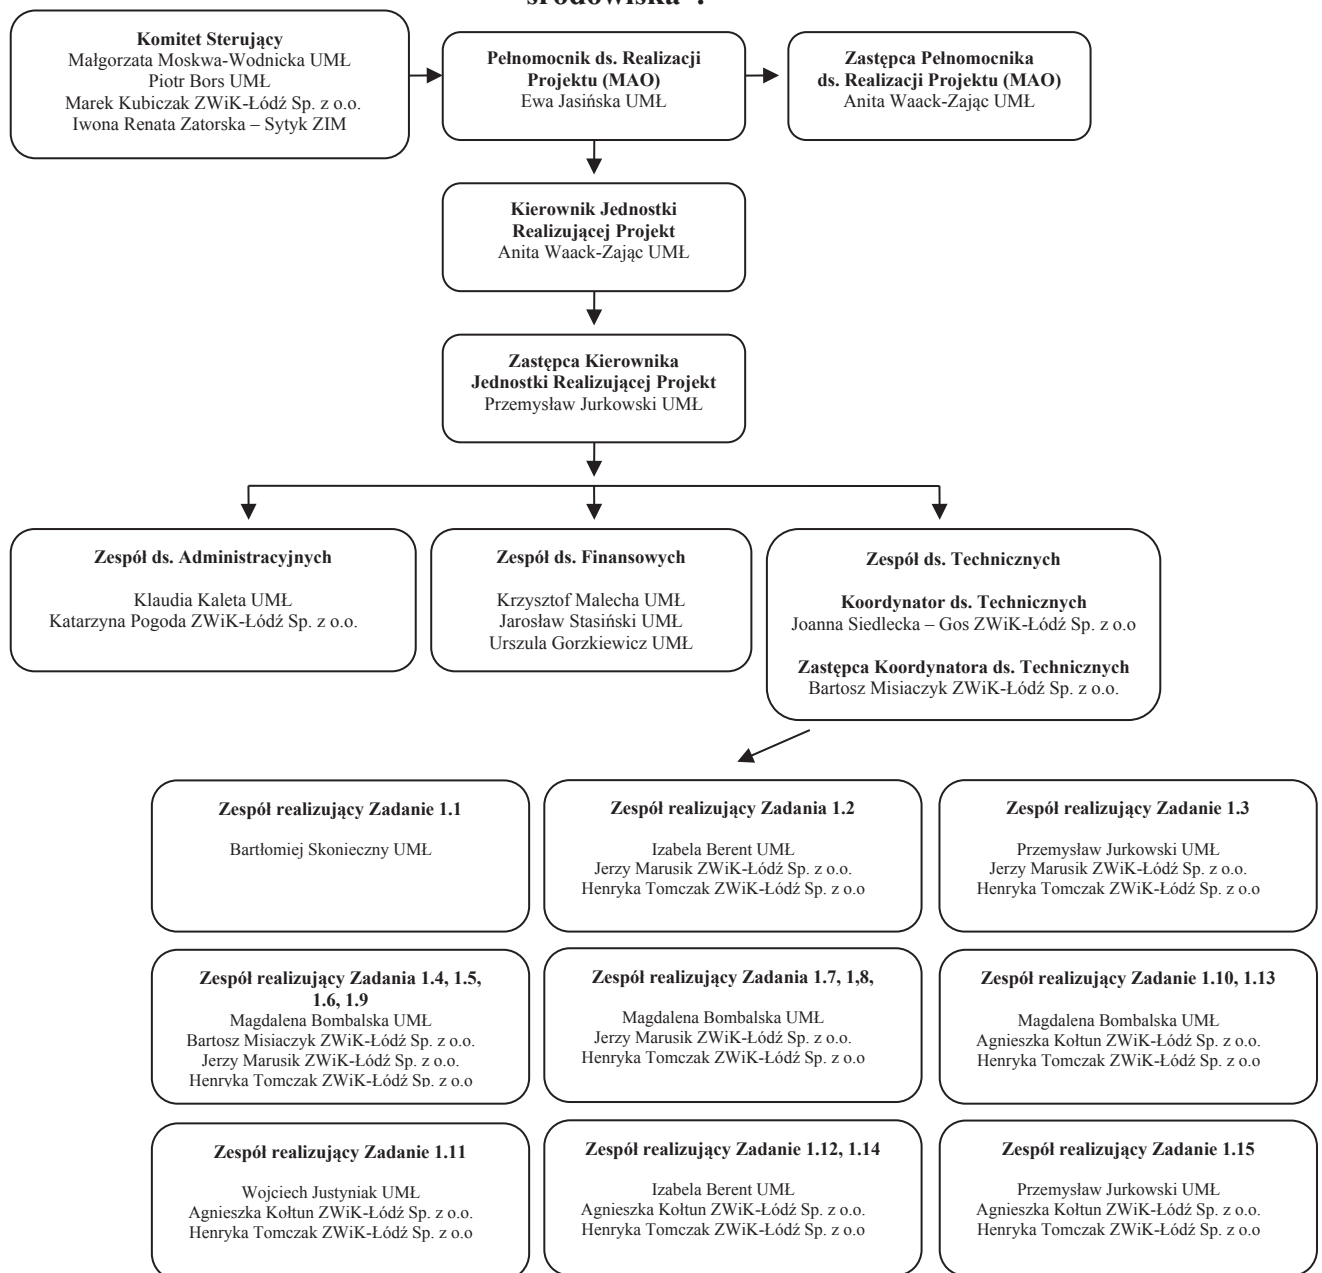 środowiska".
Komitet Sterujący
Małgorzata Moskwa-Wodnicka UMŁ
Piotr Bors UMŁ
Marek Kubiczak ZWiK-Łódź Sp. z o.o.
Iwona Renata Zatorska – Sytyk ZIM
Pełnomocnik ds. Realizacji
Projektu (MAO)
Ewa Jasińska UMŁ
Zastępca Pełnomocnika
ds. Realizacji Projektu (MAO)
Anita Waack-Zając UMŁ
Kierownik Jednostki
Realizującej Projekt
Anita Waack-Zając UMŁ
Zastępca Kierownika
Jednostki Realizującej Projekt
Przemysław Jurkowski UMŁ
Zespół ds. Administracyjnych
Klaudia Kaleta UMŁ
Katarzyna Pogoda ZWiK-Łódź Sp. z o.o.
Zespół ds. Finansowych
Krzysztof Malecha UMŁ
Jarosław Stasiński UMŁ
Urszula Gorzkiewicz UMŁ
Zespół ds. Technicznych
Koordynator ds. Technicznych
Joanna Siedlecka – Gos ZWiK-Łódź Sp. z o.o
Zastępca Koordynatora ds. Technicznych
Bartosz Misiaczyk ZWiK-Łódź Sp. z o.o.
Zespół realizujący Zadanie 1.1
Bartłomiej Skonieczny UMŁ
Zespół realizujący Zadania 1.2
Izabela Berent UMŁ
Jerzy Marusik ZWiK-Łódź Sp. z o.o.
Henryka Tomczak ZWiK-Łódź Sp. z o.o
Zespół realizujący Zadanie 1.3
Przemysław Jurkowski UMŁ
Jerzy Marusik ZWiK-Łódź Sp. z o.o.
Henryka Tomczak ZWiK-Łódź Sp. z o.o
Zespół realizujący Zadania 1.4, 1.5,
1.6, 1.9
Magdalena Bombalska UMŁ
Bartosz Misiaczyk ZWiK-Łódź Sp. z o.o.
Jerzy Marusik ZWiK-Łódź Sp. z o.o.
Henryka Tomczak ZWiK-Łódź Sp. z o.o
Zespół realizujący Zadania 1.7, 1,8,
Magdalena Bombalska UMŁ
Jerzy Marusik ZWiK-Łódź Sp. z o.o.
Henryka Tomczak ZWiK-Łódź Sp. z o.o
Zespół realizujący Zadanie 1.10, 1.13
Magdalena Bombalska UMŁ
Agnieszka Kołtun ZWiK-Łódź Sp. z o.o.
Henryka Tomczak ZWiK-Łódź Sp. z o.o
Zespół realizujący Zadanie 1.11
Wojciech Justyniak UMŁ
Agnieszka Kołtun ZWiK-Łódź Sp. z o.o.
Henryka Tomczak ZWiK-Łódź Sp. z o.o
Zespół realizujący Zadanie 1.12, 1.14
Izabela Berent UMŁ
Agnieszka Kołtun ZWiK-Łódź Sp. z o.o.
Henryka Tomczak ZWiK-Łódź Sp. z o.o
Zespół realizujący Zadanie 1.15
Przemysław Jurkowski UMŁ
Agnieszka Kołtun ZWiK-Łódź Sp. z o.o.
Henryka Tomczak ZWiK-Łódź Sp. z o.o